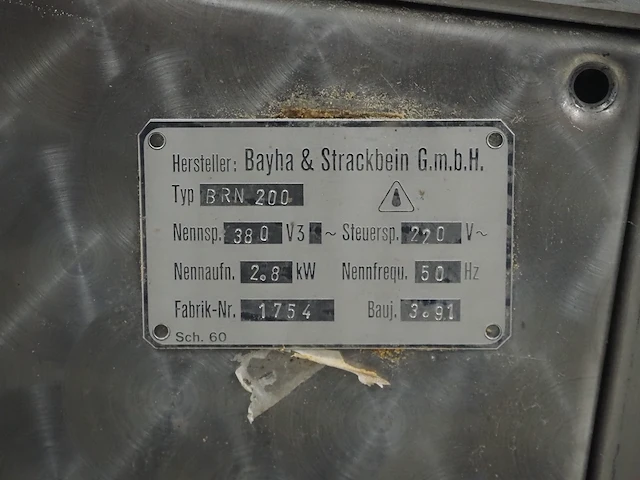 Hersteller: Bayha & Strackbein G.m.b.H.
Typ BRN 200
Nennsp. 380 V3 ~ Steuersp. 220 V~
Nennaufn. 2.8 kW Nennfrequ. 50 Hz
Fabrik-Nr. 1754 Bauj. 3.91
Sch. 60